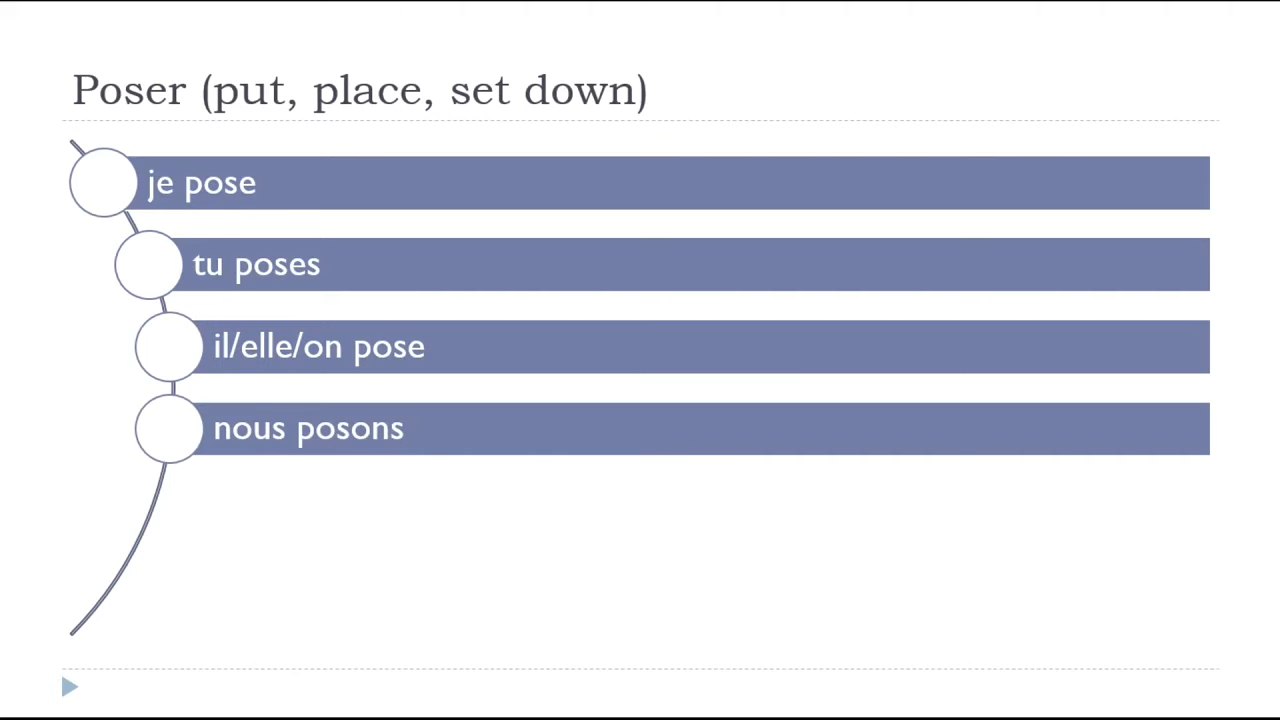 Poser (put, place, set down)
je pose
tu poses
il/elle/on pose
nous posons